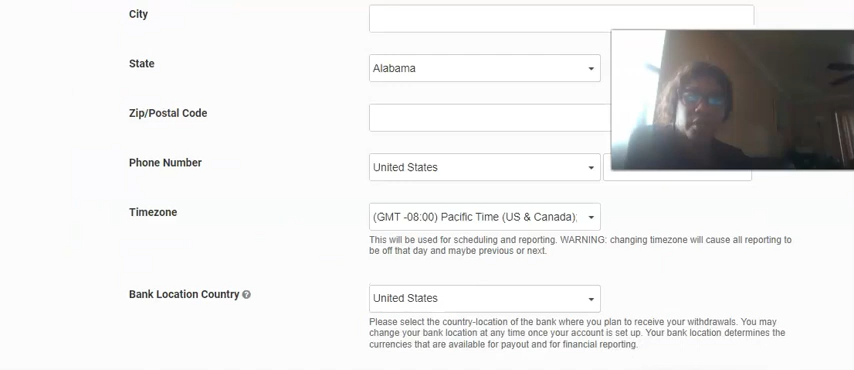 City
State
Alabama
Zip/Postal Code
Phone Number
United States
Timezone
(GMT -08:00) Pacific Time (US & Canada);
This will be used for scheduling and reporting. WARNING: changing timezone will cause all reporting to
be off that day and maybe previous or next.
Bank Location Country
United States
Please select the country-location of the bank where you plan to receive your withdrawals. You may
change your bank location at any time once your account is set up. Your bank location determines the
currencies that are available for payout and for financial reporting.